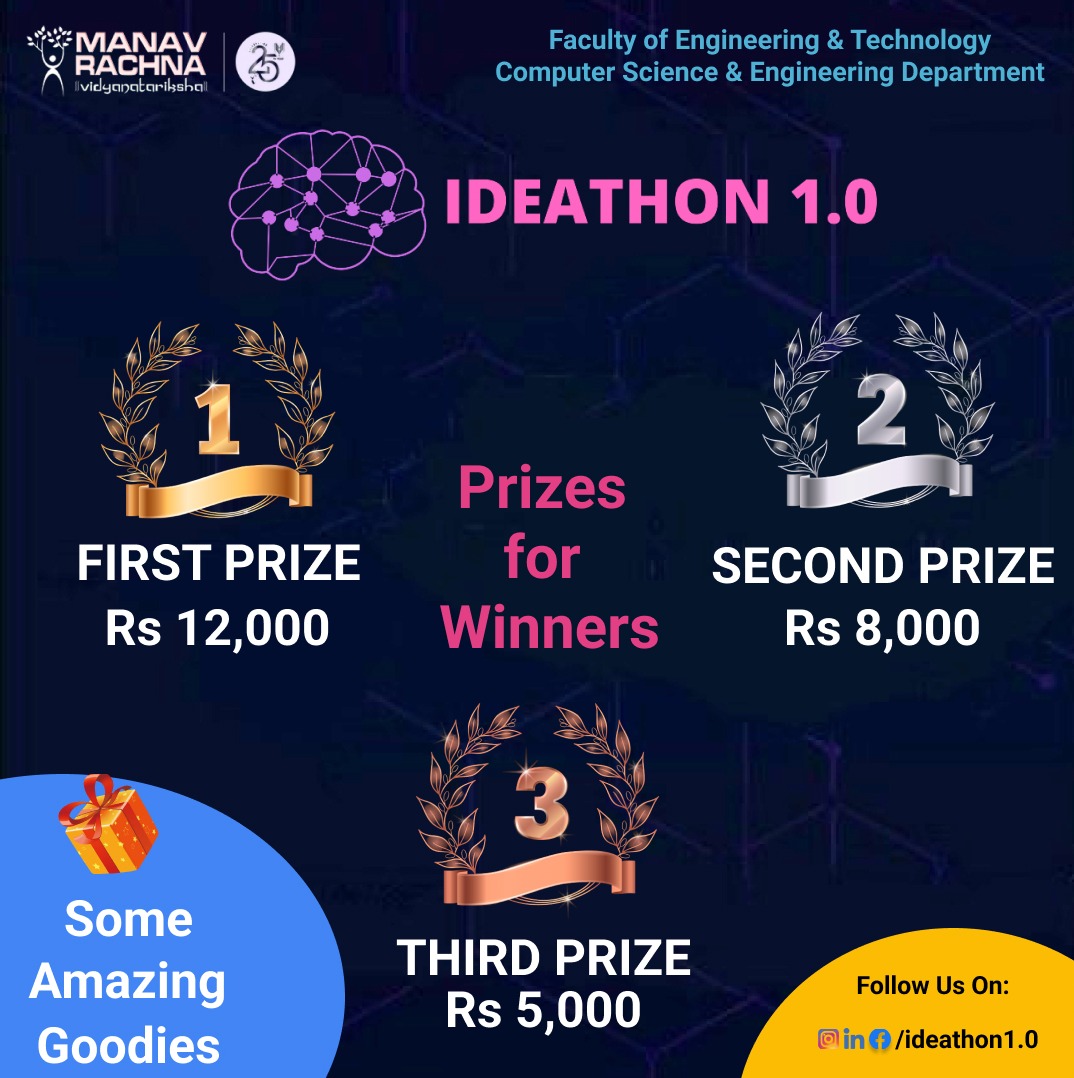 MANAV
RACHNA
vidyanatariksha
25
Faculty of Engineering & Technology
Computer Science & Engineering Department
IDEATHON 1.0
1
FIRST PRIZE
Rs 12,000
Prizes
for
Winners
2
SECOND PRIZE
Rs 8,000
3
THIRD PRIZE
Rs 5,000
Some
Amazing
Goodies
Follow Us On:
/ideathon1.0